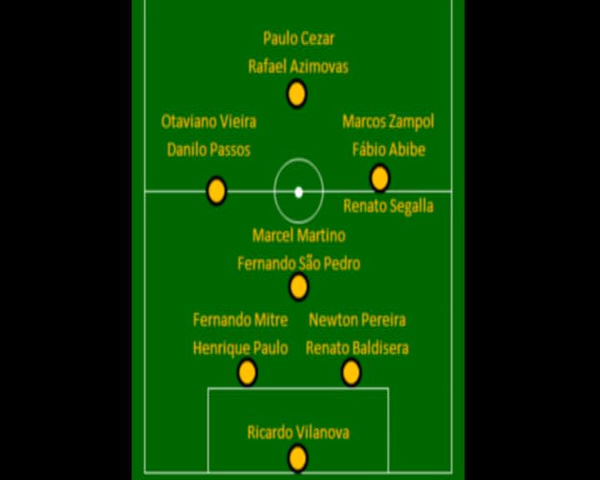 Paulo Cezar
Rafael Azimovas
Otaviano Vieira
Danilo Passos
Marcos Zampol
Fábio Abibe
Renato Segalla
Marcel Martino
Fernando São Pedro
Fernando Mitre
Henrique Paulo
Newton Pereira
Renato Baldisera
Ricardo Vilanova